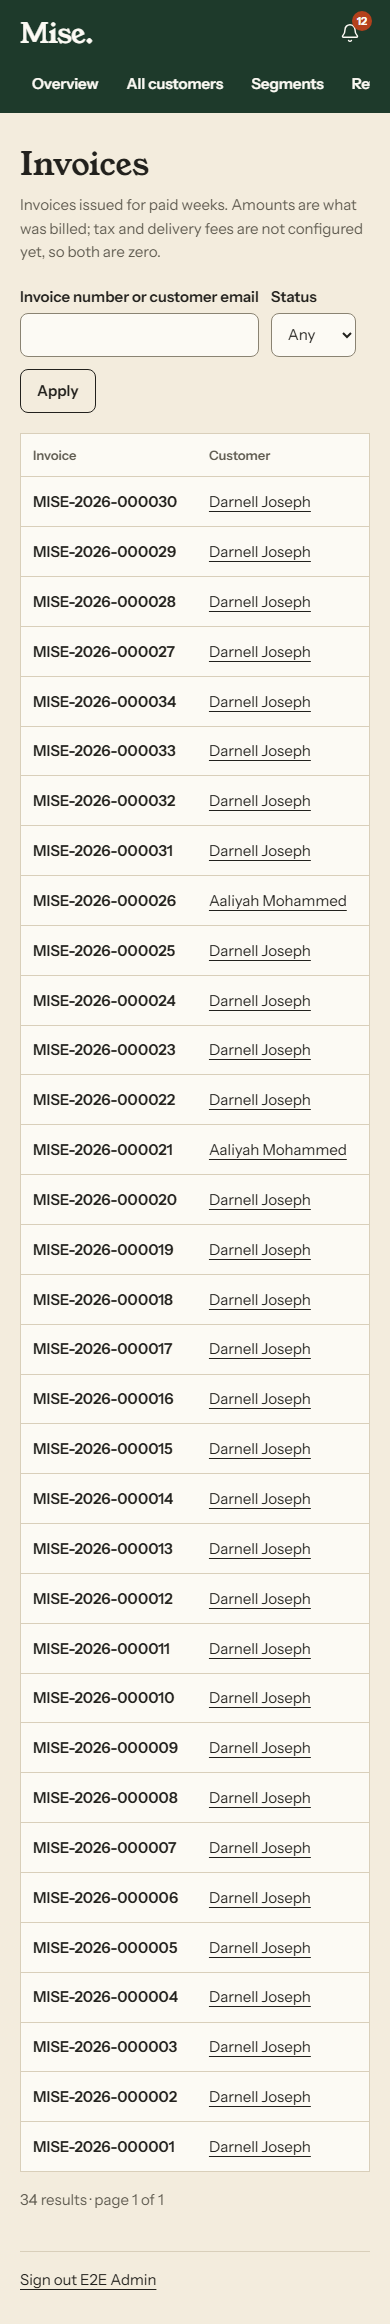 Mise.
12
Overview All customers Segments Re
Invoices
Invoices issued for paid weeks. Amounts are what
was billed; tax and delivery fees are not configured
yet, so both are zero.
Invoice number or customer email Status
Any
Apply
Invoice Customer
MISE-2026-000030 Darnell Joseph
MISE-2026-000029 Darnell Joseph
MISE-2026-000028 Darnell Joseph
MISE-2026-000027 Darnell Joseph
MISE-2026-000034 Darnell Joseph
MISE-2026-000033 Darnell Joseph
MISE-2026-000032 Darnell Joseph
MISE-2026-000031 Darnell Joseph
MISE-2026-000026 Aaliyah Mohammed
MISE-2026-000025 Darnell Joseph
MISE-2026-000024 Darnell Joseph
MISE-2026-000023 Darnell Joseph
MISE-2026-000022 Darnell Joseph
MISE-2026-000021 Aaliyah Mohammed
MISE-2026-000020 Darnell Joseph
MISE-2026-000019 Darnell Joseph
MISE-2026-000018 Darnell Joseph
MISE-2026-000017 Darnell Joseph
MISE-2026-000016 Darnell Joseph
MISE-2026-000015 Darnell Joseph
MISE-2026-000014 Darnell Joseph
MISE-2026-000013 Darnell Joseph
MISE-2026-000012 Darnell Joseph
MISE-2026-000011 Darnell Joseph
MISE-2026-000010 Darnell Joseph
MISE-2026-000009 Darnell Joseph
MISE-2026-000008 Darnell Joseph
MISE-2026-000007 Darnell Joseph
MISE-2026-000006 Darnell Joseph
MISE-2026-000005 Darnell Joseph
MISE-2026-000004 Darnell Joseph
MISE-2026-000003 Darnell Joseph
MISE-2026-000002 Darnell Joseph
MISE-2026-000001 Darnell Joseph
34 results · page 1 of 1
Sign out E2E Admin